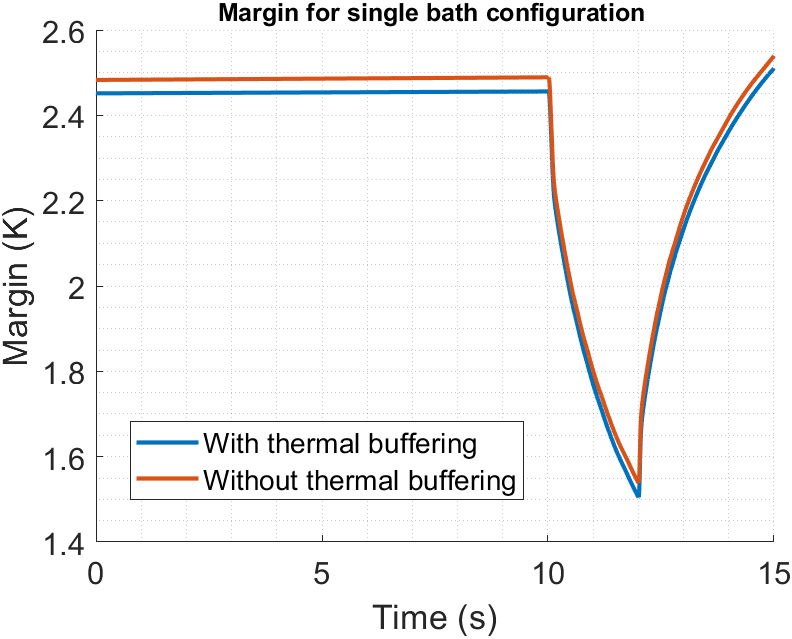 Margin for single bath configuration
2.6
2.4
2.2
2
1.8
1.6
1.4
Margin (K)
With thermal buffering
Without thermal buffering
0
5
10
15
Time (s)